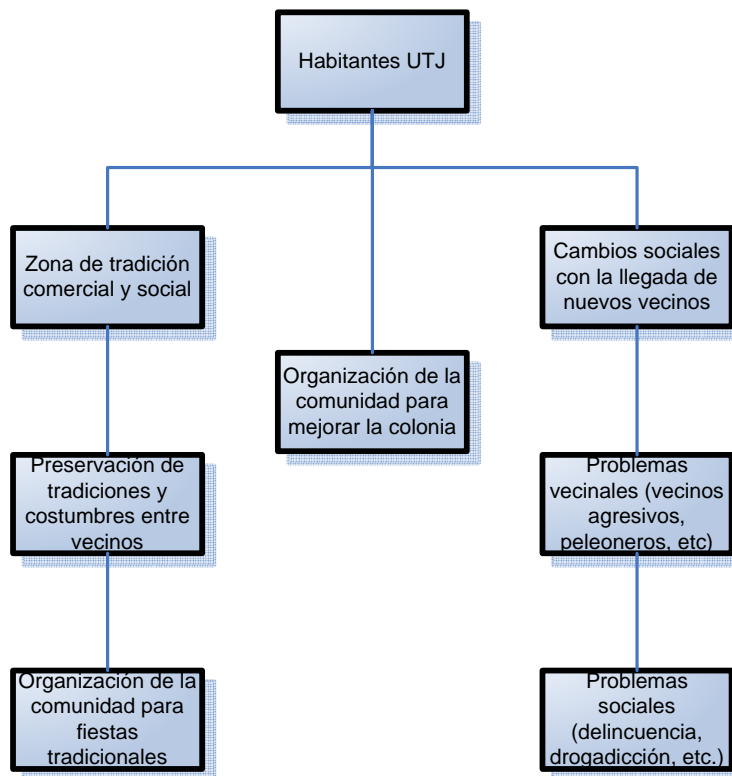 Habitantes UTJ
Zona de tradición
comercial y social
Cambios sociales
con la llegada de
nuevos vecinos
Organización de la
comunidad para
mejorar la colonia
Preservación de
tradiciones y
costumbres entre
vecinos
Problemas
vecinales (vecinos
agresivos,
peleoneros, etc)
Organización de la
comunidad para
fiestas
tradicionales
Problemas
sociales
(delincuencia,
drogadicción, etc.)